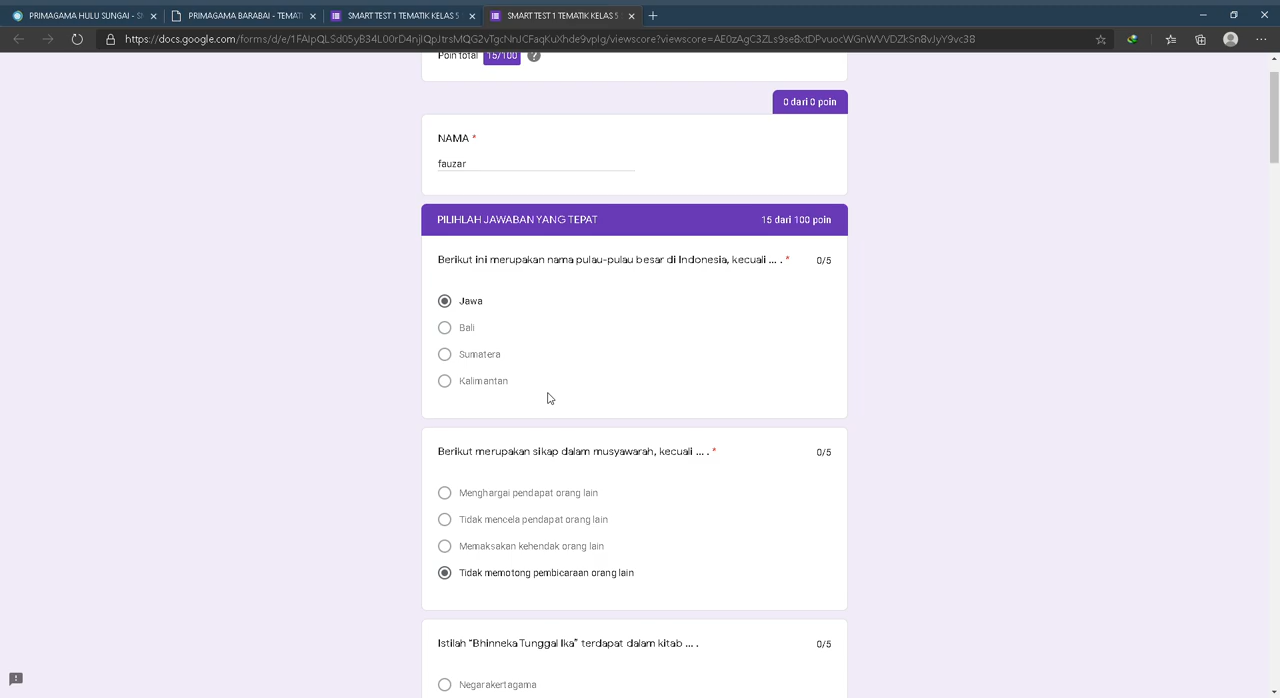 PRIMAGAMA HULU SUNGAI - SM
PRIMAGAMA BARABAI - TEMAT
SMART TEST 1 TEMATIK KELAS 5
SMART TEST 1 TEMATIK KELAS 5
Poin total 15/100 ?
0 dari 0 poin
NAMA *
fauzar
PILIHLAH JAWABAN YANG TEPAT 15 dari 100 poin
Berikut ini merupakan nama pulau-pulau besar di Indonesia, kecuali ... . * 0/5
Jawa
Bali
Sumatera
Kalimantan
Berikut merupakan sikap dalam musyawarah, kecuali ... . * 0/5
Menghargai pendapat orang lain
Tidak mencela pendapat orang lain
Memaksakan kehendak orang lain
Tidak memotong pembicaraan orang lain
Istilah "Bhinneka Tunggal Ika" terdapat dalam kitab ... . 0/5
Negarakertagama